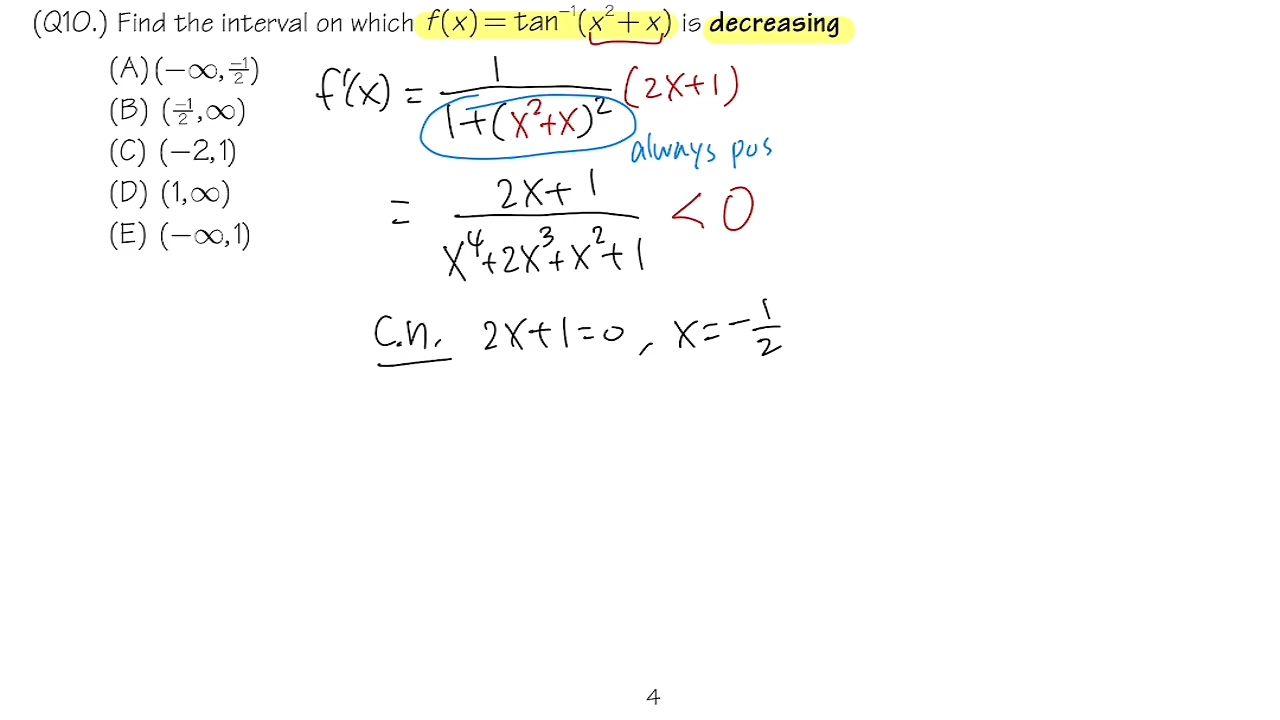 (Q10.) Find the interval on which f(x) = tan⁻¹(x² + x) is decreasing
(A) (−∞, −1/2)
(B) (−1/2, ∞)
(C) (−2, 1)
(D) (1, ∞)
(E) (−∞, 1)
f'(x) = 1/(1+(x²+x)²) (2x+1)
always pos
= (2x+1)/(x⁴+2x³+x²+1) < 0
C.n. 2x+1=0, x=−1/2
4